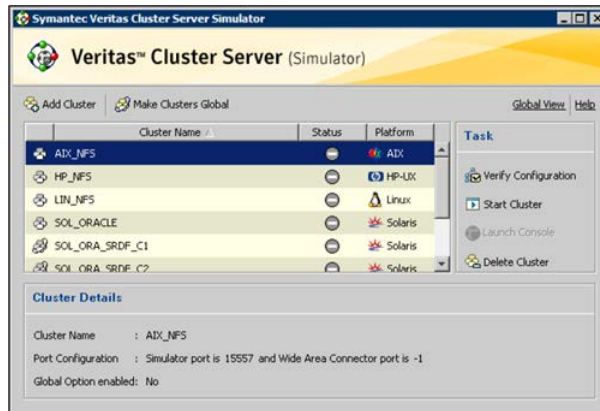 Symantec Veritas Cluster Server Simulator
Veritas™ Cluster Server (Simulator)
Add Cluster Make Clusters Global Global View Help
Cluster Name Status Platform Task
AIX_NFS AIX
HP_NFS HP-UX Verify Configuration
LIN_NFS Linux Start Cluster
SOL_ORACLE Solaris Launch Console
SOL_ORA_SRDF_C1 Solaris
SOL_ORA_SRDF_C2 Solaris Delete Cluster
Cluster Details
Cluster Name : AIX_NFS
Port Configuration : Simulator port is 15557 and Wide Area Connector port is -1
Global Option enabled: No